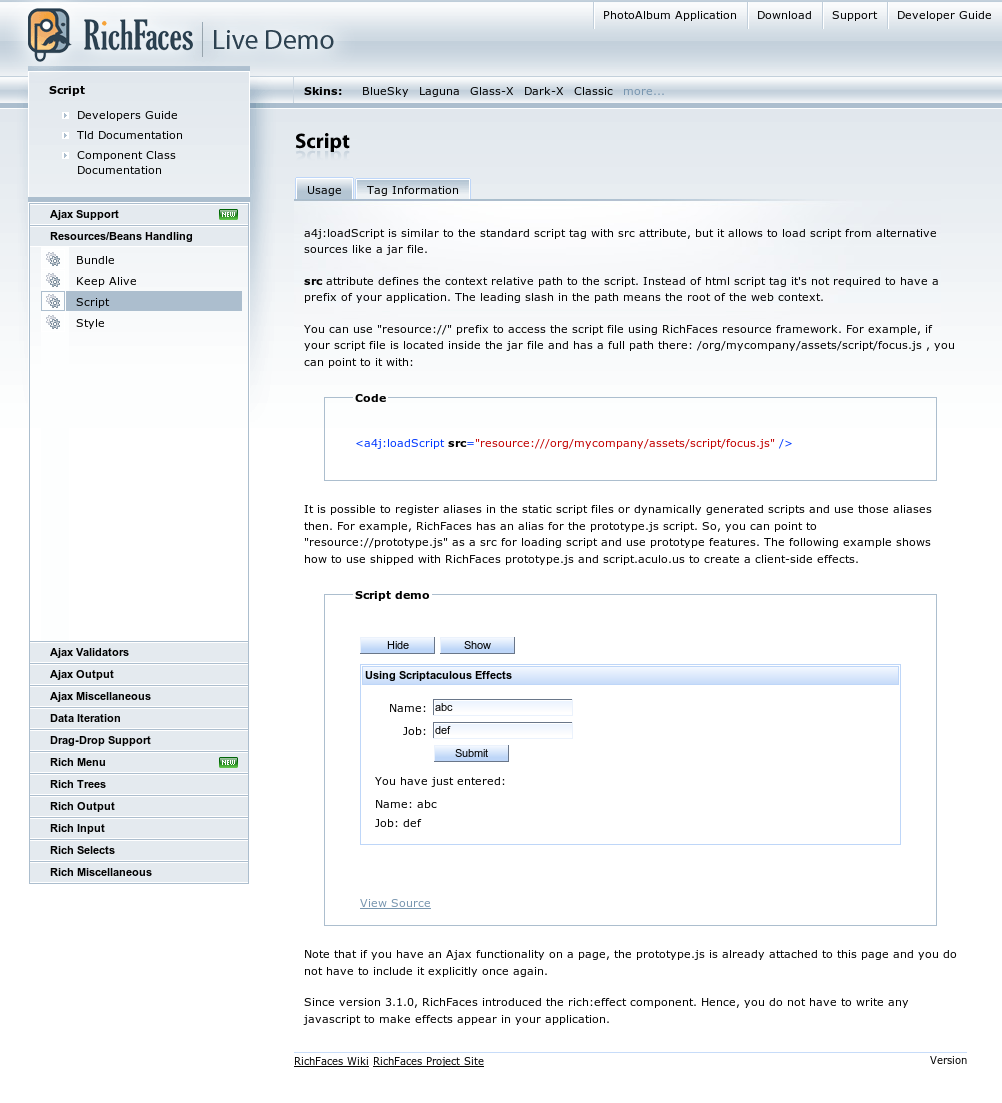 PhotoAlbum Application Download Support Developer Guide
RichFaces Live Demo
Skins: BlueSky Laguna Glass-X Dark-X Classic more...
Script
Developers Guide
Tld Documentation
Component Class
Documentation
Ajax Support NEW
Resources/Beans Handling
Bundle
Keep Alive
Script
Style
Ajax Validators
Ajax Output
Ajax Miscellaneous
Data Iteration
Drag-Drop Support
Rich Menu NEW
Rich Trees
Rich Output
Rich Input
Rich Selects
Rich Miscellaneous
Script
Usage Tag Information
a4j:loadScript is similar to the standard script tag with src attribute, but it allows to load script from alternative
sources like a jar file.
src attribute defines the context relative path to the script. Instead of html script tag it's not required to have a
prefix of your application. The leading slash in the path means the root of the web context.
You can use "resource://" prefix to access the script file using RichFaces resource framework. For example, if
your script file is located inside the jar file and has a full path there: /org/mycompany/assets/script/focus.js , you
can point to it with:
Code
<a4j:loadScript src="resource:///org/mycompany/assets/script/focus.js" />
It is possible to register aliases in the static script files or dynamically generated scripts and use those aliases
then. For example, RichFaces has an alias for the prototype.js script. So, you can point to
"resource://prototype.js" as a src for loading script and use prototype features. The following example shows
how to use shipped with RichFaces prototype.js and script.aculo.us to create a client-side effects.
Script demo
Hide Show
Using Scriptaculous Effects
Name: abc
Job: def
Submit
You have just entered:
Name: abc
Job: def
View Source
Note that if you have an Ajax functionality on a page, the prototype.js is already attached to this page and you do
not have to include it explicitly once again.
Since version 3.1.0, RichFaces introduced the rich:effect component. Hence, you do not have to write any
javascript to make effects appear in your application.
RichFaces Wiki RichFaces Project Site Version